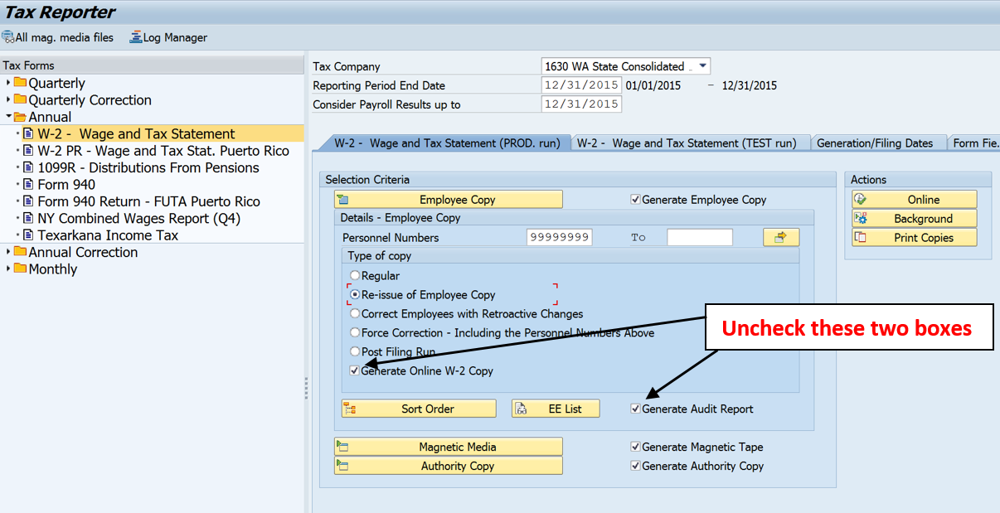 Tax Reporter
All mag. media files Log Manager
Tax Forms
Quarterly
Quarterly Correction
Annual
W-2 - Wage and Tax Statement
W-2 PR - Wage and Tax Stat. Puerto Rico
1099R - Distributions From Pensions
Form 940
Form 940 Return - FUTA Puerto Rico
NY Combined Wages Report (Q4)
Texarkana Income Tax
Annual Correction
Monthly
Tax Company 1630 WA State Consolidated _
Reporting Period End Date 12/31/2015 01/01/2015 – 12/31/2015
Consider Payroll Results up to 12/31/2015
W-2 - Wage and Tax Statement (PROD. run) W-2 - Wage and Tax Statement (TEST run) Generation/Filing Dates Form Fie.
Selection Criteria
Employee Copy Generate Employee Copy
Details - Employee Copy
Personnel Numbers 99999999 To
Type of copy
Regular
Re-issue of Employee Copy
Correct Employees with Retroactive Changes
Force Correction - Including the Personnel Numbers Above
Post Filing Run
Generate Online W-2 Copy
Sort Order EE List Generate Audit Report
Magnetic Media Generate Magnetic Tape
Authority Copy Generate Authority Copy
Actions
Online
Background
Print Copies
Uncheck these two boxes